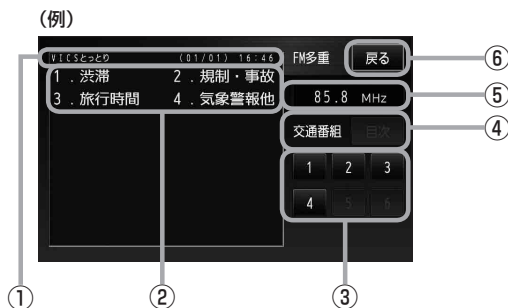 (例)
VICSとっとり (01/01) 16:46 FM多重 戻る
1.渋滞 2.規制・事故
3.旅行時間 4.気象警報他
85.8 MHz
交通番組 目次
1 2 3
4 5 6
⑥
⑤
④
① ② ③